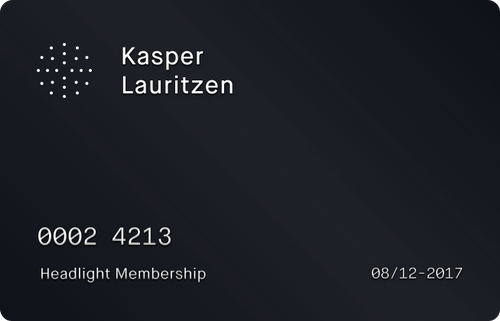 Kasper
Lauritzen
0002 4213
Headlight Membership
08/12-2017